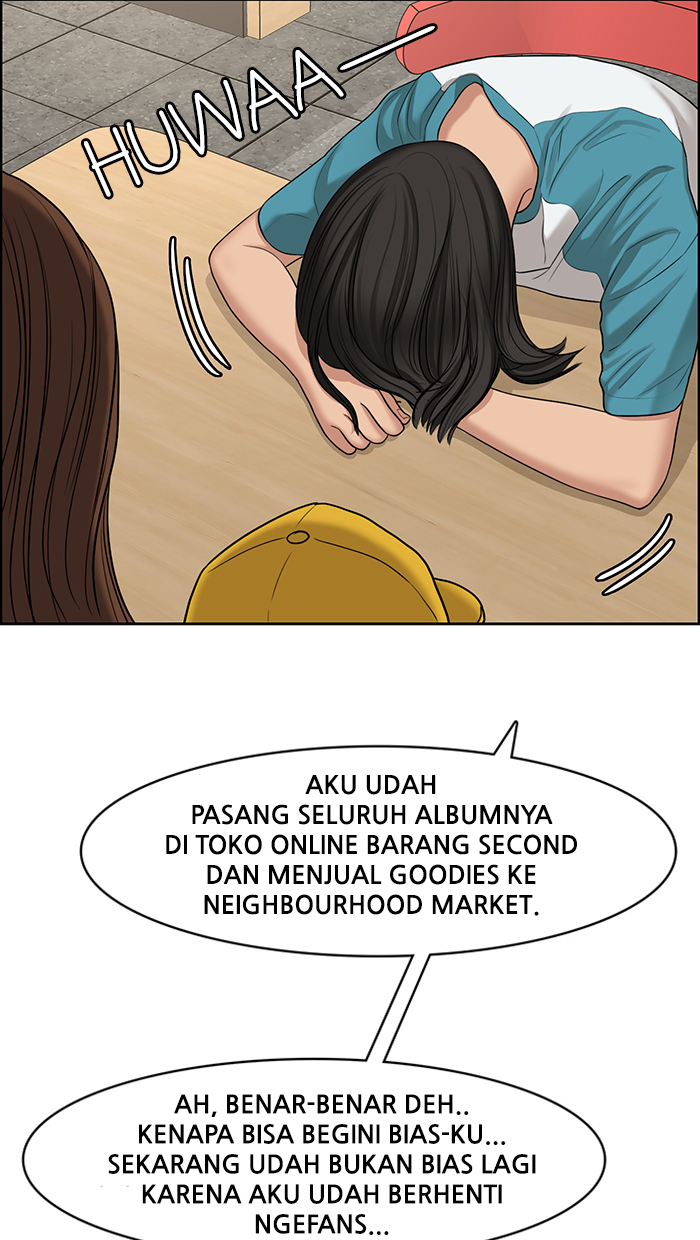 HUWAA—
AKU UDAH
PASANG SELURUH ALBUMNYA
DI TOKO ONLINE BARANG SECOND
DAN MENJUAL GOODIES KE
NEIGHBOURHOOD MARKET.
AH, BENAR-BENAR DEH..
KENAPA BISA BEGINI BIAS-KU...
SEKARANG UDAH BUKAN BIAS LAGI
KARENA AKU UDAH BERHENTI
NGEFANS...